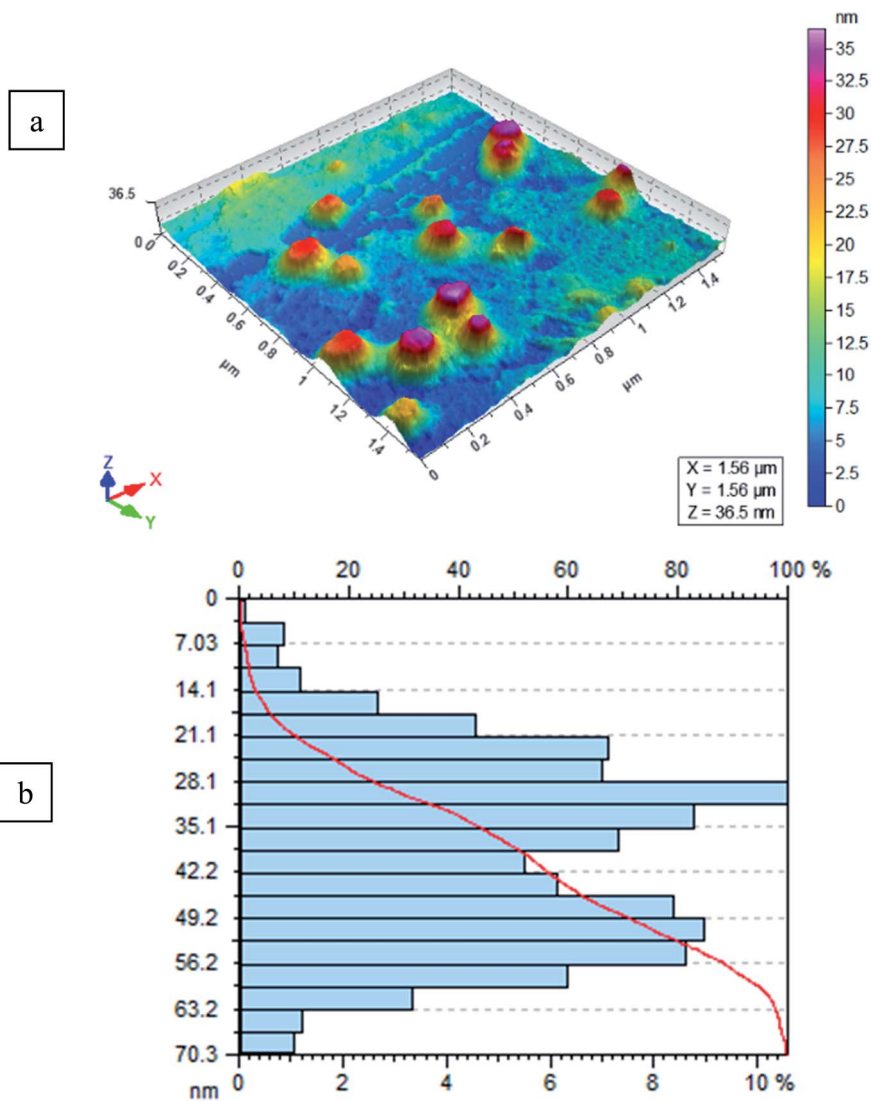 a
nm
35
32.5
30
27.5
25
22.5
20
17.5
15
12.5
10
7.5
5
2.5
0
36.5
0 0 0.2 0.4 0.6 0.8 1 1.2 1.4
µm
0 0.2 0.4 0.6 0.8 1 1.2 1.4
µm
Z
X
Y
X = 1.56 µm
Y = 1.56 µm
Z = 36.5 nm
b
0 20 40 60 80 100 %
0
7.03
14.1
21.1
28.1
35.1
42.2
49.2
56.2
63.2
70.3
nm
0 2 4 6 8 10 %